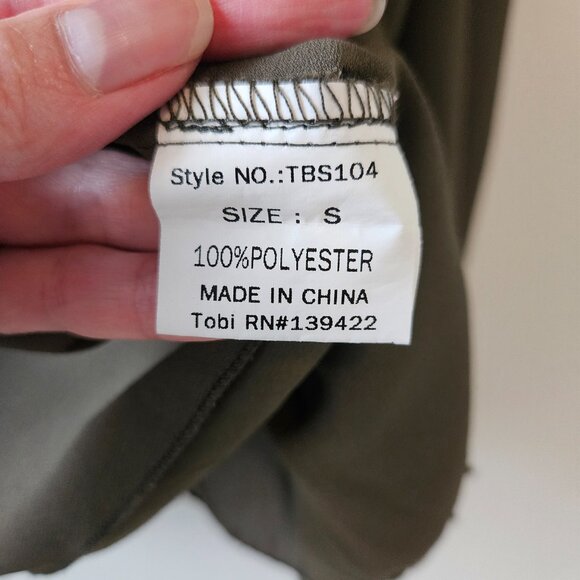 Style NO.:TBS104
SIZE : S
100%POLYESTER
MADE IN CHINA
Tobi RN#139422